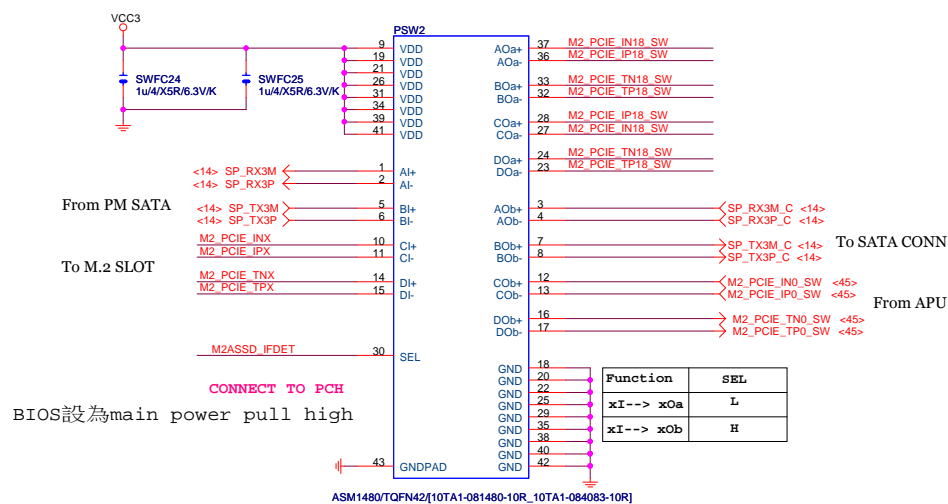 VCC3
SWFC24
1u/4/X5R/6.3V/K
SWFC25
1u/4/X5R/6.3V/K
PSW2
9 VDD
19 VDD
21 VDD
26 VDD
31 VDD
34 VDD
39 VDD
41 VDD
<14> SP_RX3M 1 AI+
<14> SP_RX3P 2 AI-
From PM SATA
<14> SP_TX3M 5 BI+
<14> SP_TX3P 6 BI-
M2_PCIE_INX 10 CI+
M2_PCIE_IPX 11 CI-
To M.2 SLOT
M2_PCIE_TNX 14 DI+
M2_PCIE_TPX 15 DI-
M2ASSD_IFDET 30 SEL
CONNECT TO PCH
BIOS設為main power pull high
43 GNDPAD
AOa+ 37 M2_PCIE_IN18_SW
AOa- 36 M2_PCIE_IP18_SW
BOa+ 33 M2_PCIE_TN18_SW
BOa- 32 M2_PCIE_TP18_SW
COa+ 28 M2_PCIE_IP18_SW
COa- 27 M2_PCIE_IN18_SW
DOa+ 24 M2_PCIE_TN18_SW
DOa- 23 M2_PCIE_TP18_SW
AOb+ 3 SP_RX3M_C <14>
AOb- 4 SP_RX3P_C <14>
BOb+ 7 SP_TX3M_C <14>
BOb- 8 SP_TX3P_C <14>
To SATA CONN
COb+ 12 M2_PCIE_IN0_SW <45>
COb- 13 M2_PCIE_IP0_SW <45>
From APU
DOb+ 16 M2_PCIE_TN0_SW <45>
DOb- 17 M2_PCIE_TP0_SW <45>
GND 18
GND 20
GND 22
GND 25
GND 29
GND 35
GND 38
GND 40
GND 42
Function SEL
xI--> xOa L
xI--> xOb H
ASM1480/TQFN42/[10TA1-081480-10R_10TA1-084083-10R]